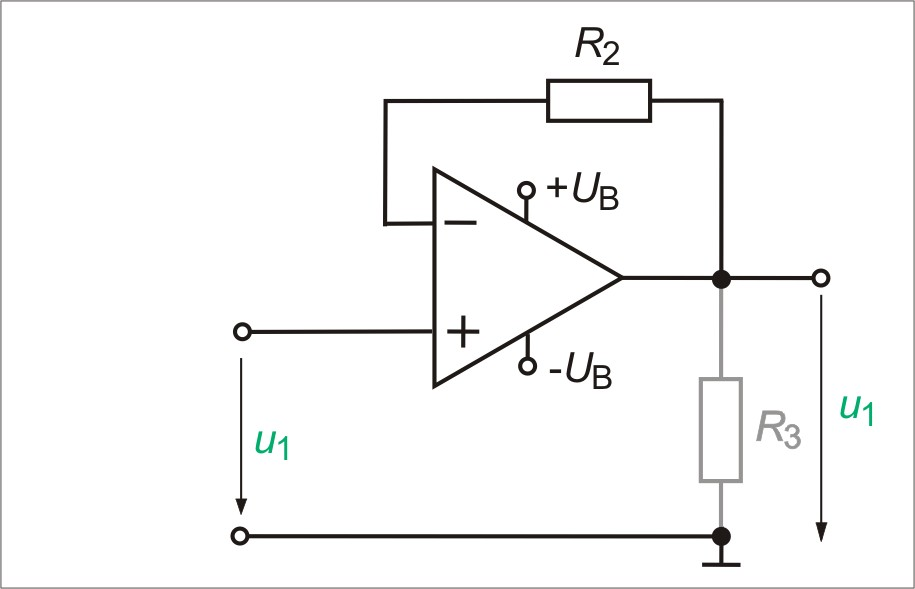 R2
+UB
−
+
-UB
u1
R3
u1